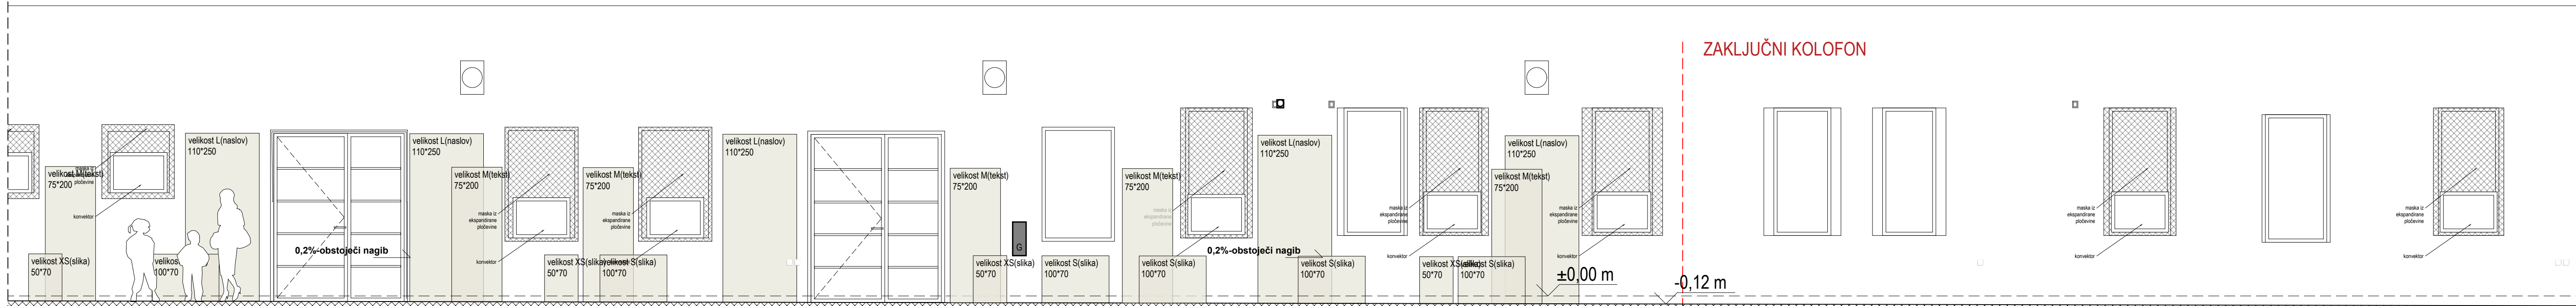 ZAKLJUČNI KOLOFON
velikost L(naslov)
110*250
velikost M(tekst)
75*200
maska iz
ekspandirane
pločevine
konvektor
velikost XS(slika)
50*70
velikost
100*70
0,2%-obstoječi nagib
velikost L(naslov)
110*250
velikost M(tekst)
75*200
maska iz
ekspandirane
pločevine
konvektor
velikost XS(slika)
50*70
velikost M(tekst)
75*200
maska iz
ekspandirane
pločevine
velikost S(slika)
100*70
velikost L(naslov)
110*250
velikost M(tekst)
75*200
G
velikost XS(slika)
50*70
velikost S(slika)
100*70
velikost M(tekst)
75*200
maska iz
ekspandirane
pločevine
velikost S(slika)
100*70
0,2%-obstoječi nagib
velikost L(naslov)
110*250
velikost S(slika)
100*70
maska iz
ekspandirane
pločevine
konvektor
velikost XS(slika)
50*70
velikost S(slika)
100*70
velikost L(naslov)
110*250
velikost M(tekst)
75*200
maska iz
ekspandirane
pločevine
konvektor
±0,00 m
-0,12 m
maska iz
ekspandirane
pločevine
konvektor
maska iz
ekspandirane
pločevine
konvektor